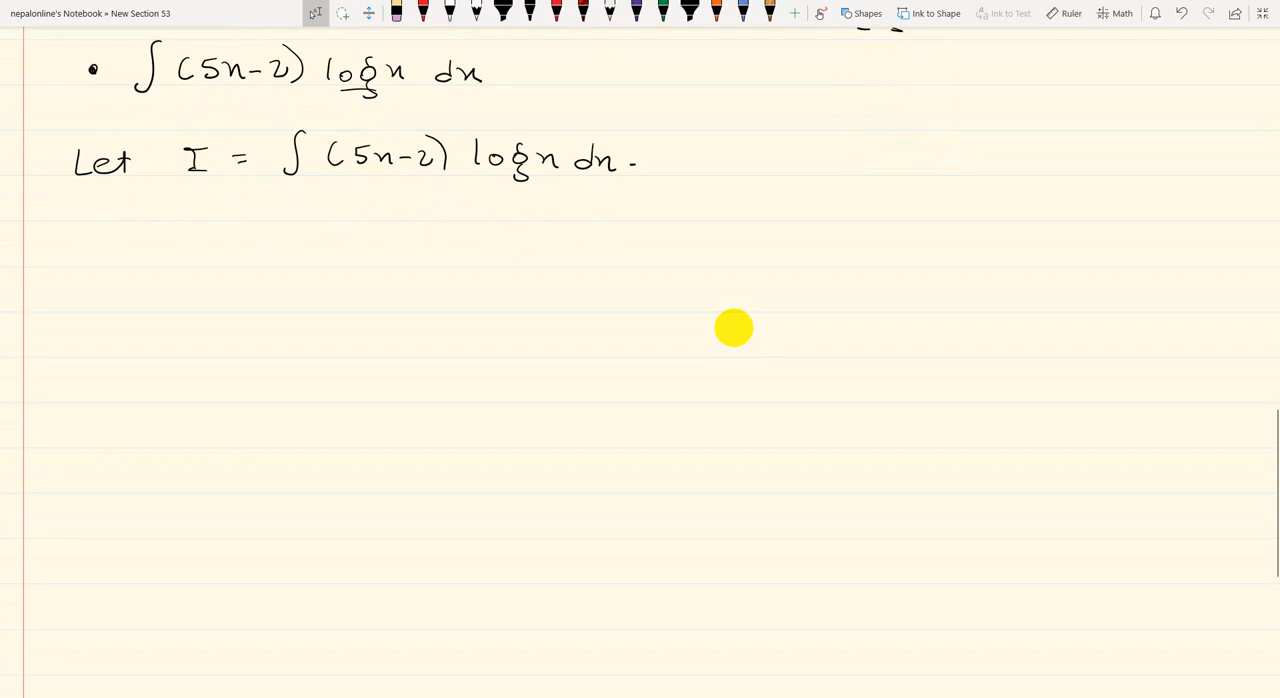 nepalonline's Notebook » New Section 53
Shapes Ink to Shape Ink to Text Ruler Math
• ∫ (5x-2) log x dx
Let I = ∫ (5x-2) log x dx.